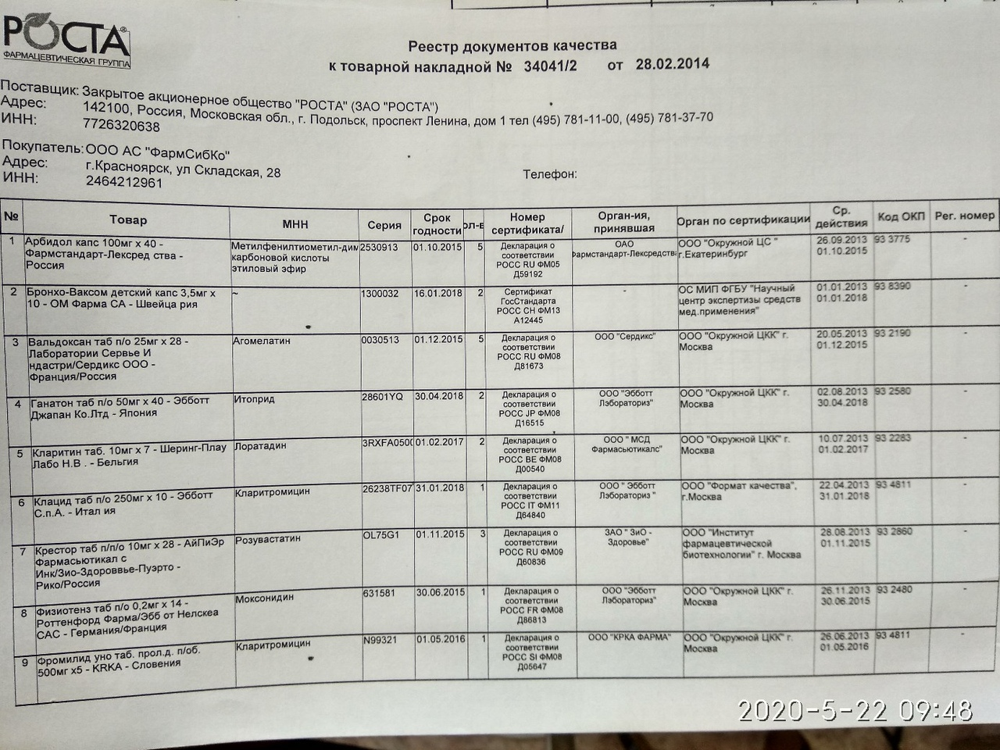 РОСТА®
ФАРМАЦЕВТИЧЕСКАЯ ГРУППА
Реестр документов качества
к товарной накладной № 34041/2 от 28.02.2014
Поставщик: Закрытое акционерное общество "РОСТА" (ЗАО "РОСТА")
Адрес: 142100, Россия, Московская обл., г. Подольск, проспект Ленина, дом 1 тел (495) 781-11-00, (495) 781-37-70
ИНН: 7726320638
Покупатель: ООО АС "ФармСибКо"
Адрес: г.Красноярск, ул Складская, 28
ИНН: 2464212961
Телефон:
№ Товар МНН Серия Срок годности ол-в Номер сертификата/ Орган-ия, принявшая Орган по сертификации Ср. действия Код ОКП Рег. номер
1 Арбидол капс 100мг х 40 -
Фармстандарт-Лексред ства -
Россия
Метилфенилтиометил-дим
карбоновой кислоты
этиловый эфир
2530913 01.10.2015 5
Декларация о
соответствии
РОСС RU ФМ05
Д59192
ОАО
Фармстандарт-Лексредства
ООО "Окружной ЦС "
г.Екатеринбург
26.09.2013
01.10.2015
93 3775 -
2 Бронхо-Ваксом детский капс 3,5мг х
10 - ОМ Фарма СА - Швейца рия
~ 1300032 16.01.2018 2
Сертификат
ГосСтандарта
РОСС CH ФМ13
А12445
-
ОС МИП ФГБУ "Научный
центр экспертизы средств
мед.применения"
01.01.2013
01.01.2018
93 8390 -
3 Вальдоксан таб п/о 25мг х 28 -
Лаборатории Сервье И
ндастри/Сердикс ООО -
Франция/Россия
Агомелатин 0030513 01.12.2015 5
Декларация о
соответствии
РОСС RU ФМ08
Д81673
ООО "Сердикс"
ООО "Окружной ЦКК" г.
Москва
20.05.2013
01.12.2015
93 2190 -
4 Ганатон таб п/о 50мг х 40 - Эбботт
Джапан Ко.Лтд - Япония
Итоприд 28601YQ 30.04.2018 2
Декларация о
соответствии
РОСС JP ФМ08
Д16515
ООО "Эбботт
Лэбораториз"
ООО "Окружной ЦКК" г.
Москва
02.08.2013
30.04.2018
93 2580 -
5 Кларитин таб. 10мг х 7 - Шеринг-Плау
Лабо Н.В . - Бельгия
Лоратадин 3RXFA0500 01.02.2017 2
Декларация о
соответствии
РОСС BE ФМ08
Д00540
ООО " МСД
Фармасьютикалс"
ООО "Окружной ЦКК" г.
Москва
10.07.2013
01.02.2017
93 2283 -
6 Клацид таб п/о 250мг х 10 - Эбботт
С.п.А. - Итал ия
Кларитромицин 26238TF07 31.01.2018 1
Декларация о
соответствии
РОСС IT ФМ11
Д64840
ООО " Эбботт
Лэбораториз "
ООО "Формат качества",
г.Москва
22.04.2013
31.01.2018
93 4811 -
7 Крестор таб п/п/о 10мг х 28 - АйПиЭр
Фармасьютикал с
Инк/Зио-Здороввье-Пуэрто -
Рико/Россия
Розувастатин OL75G1 01.11.2015 3
Декларация о
соответствии
РОСС RU ФМ09
Д60836
ЗАО " ЗиО -
Здоровье"
ООО "Институт
фармацевтической
биотехнологии" г. Москва
28.08.2013
01.11.2015
93 2860 -
8 Физиотенз таб п/о 0,2мг х 14 -
Роттенфорд Фарма/Эбб от Нелскеа
САС - Германия/Франция
Моксонидин 631581 30.06.2015 1
Декларация о
соответствии
РОСС FR ФМ08
Д86813
ООО "Эбботт
Лэбораториз"
ООО "Окружной ЦКК" г.
Москва
26.11.2013
30.06.2015
93 2480 -
9 Фромилид уно таб. прол.д. п/об.
500мг х5 - KRKA - Словения
Кларитромицин N99321 01.05.2016 1
Декларация о
соответствии
РОСС SI ФМ08
Д05647
ООО "КРКА ФАРМА"
ООО "Окружной ЦКК" г.
Москва
26.06.2013
01.05.2016
93 4811 -
2020-5-22 09:48